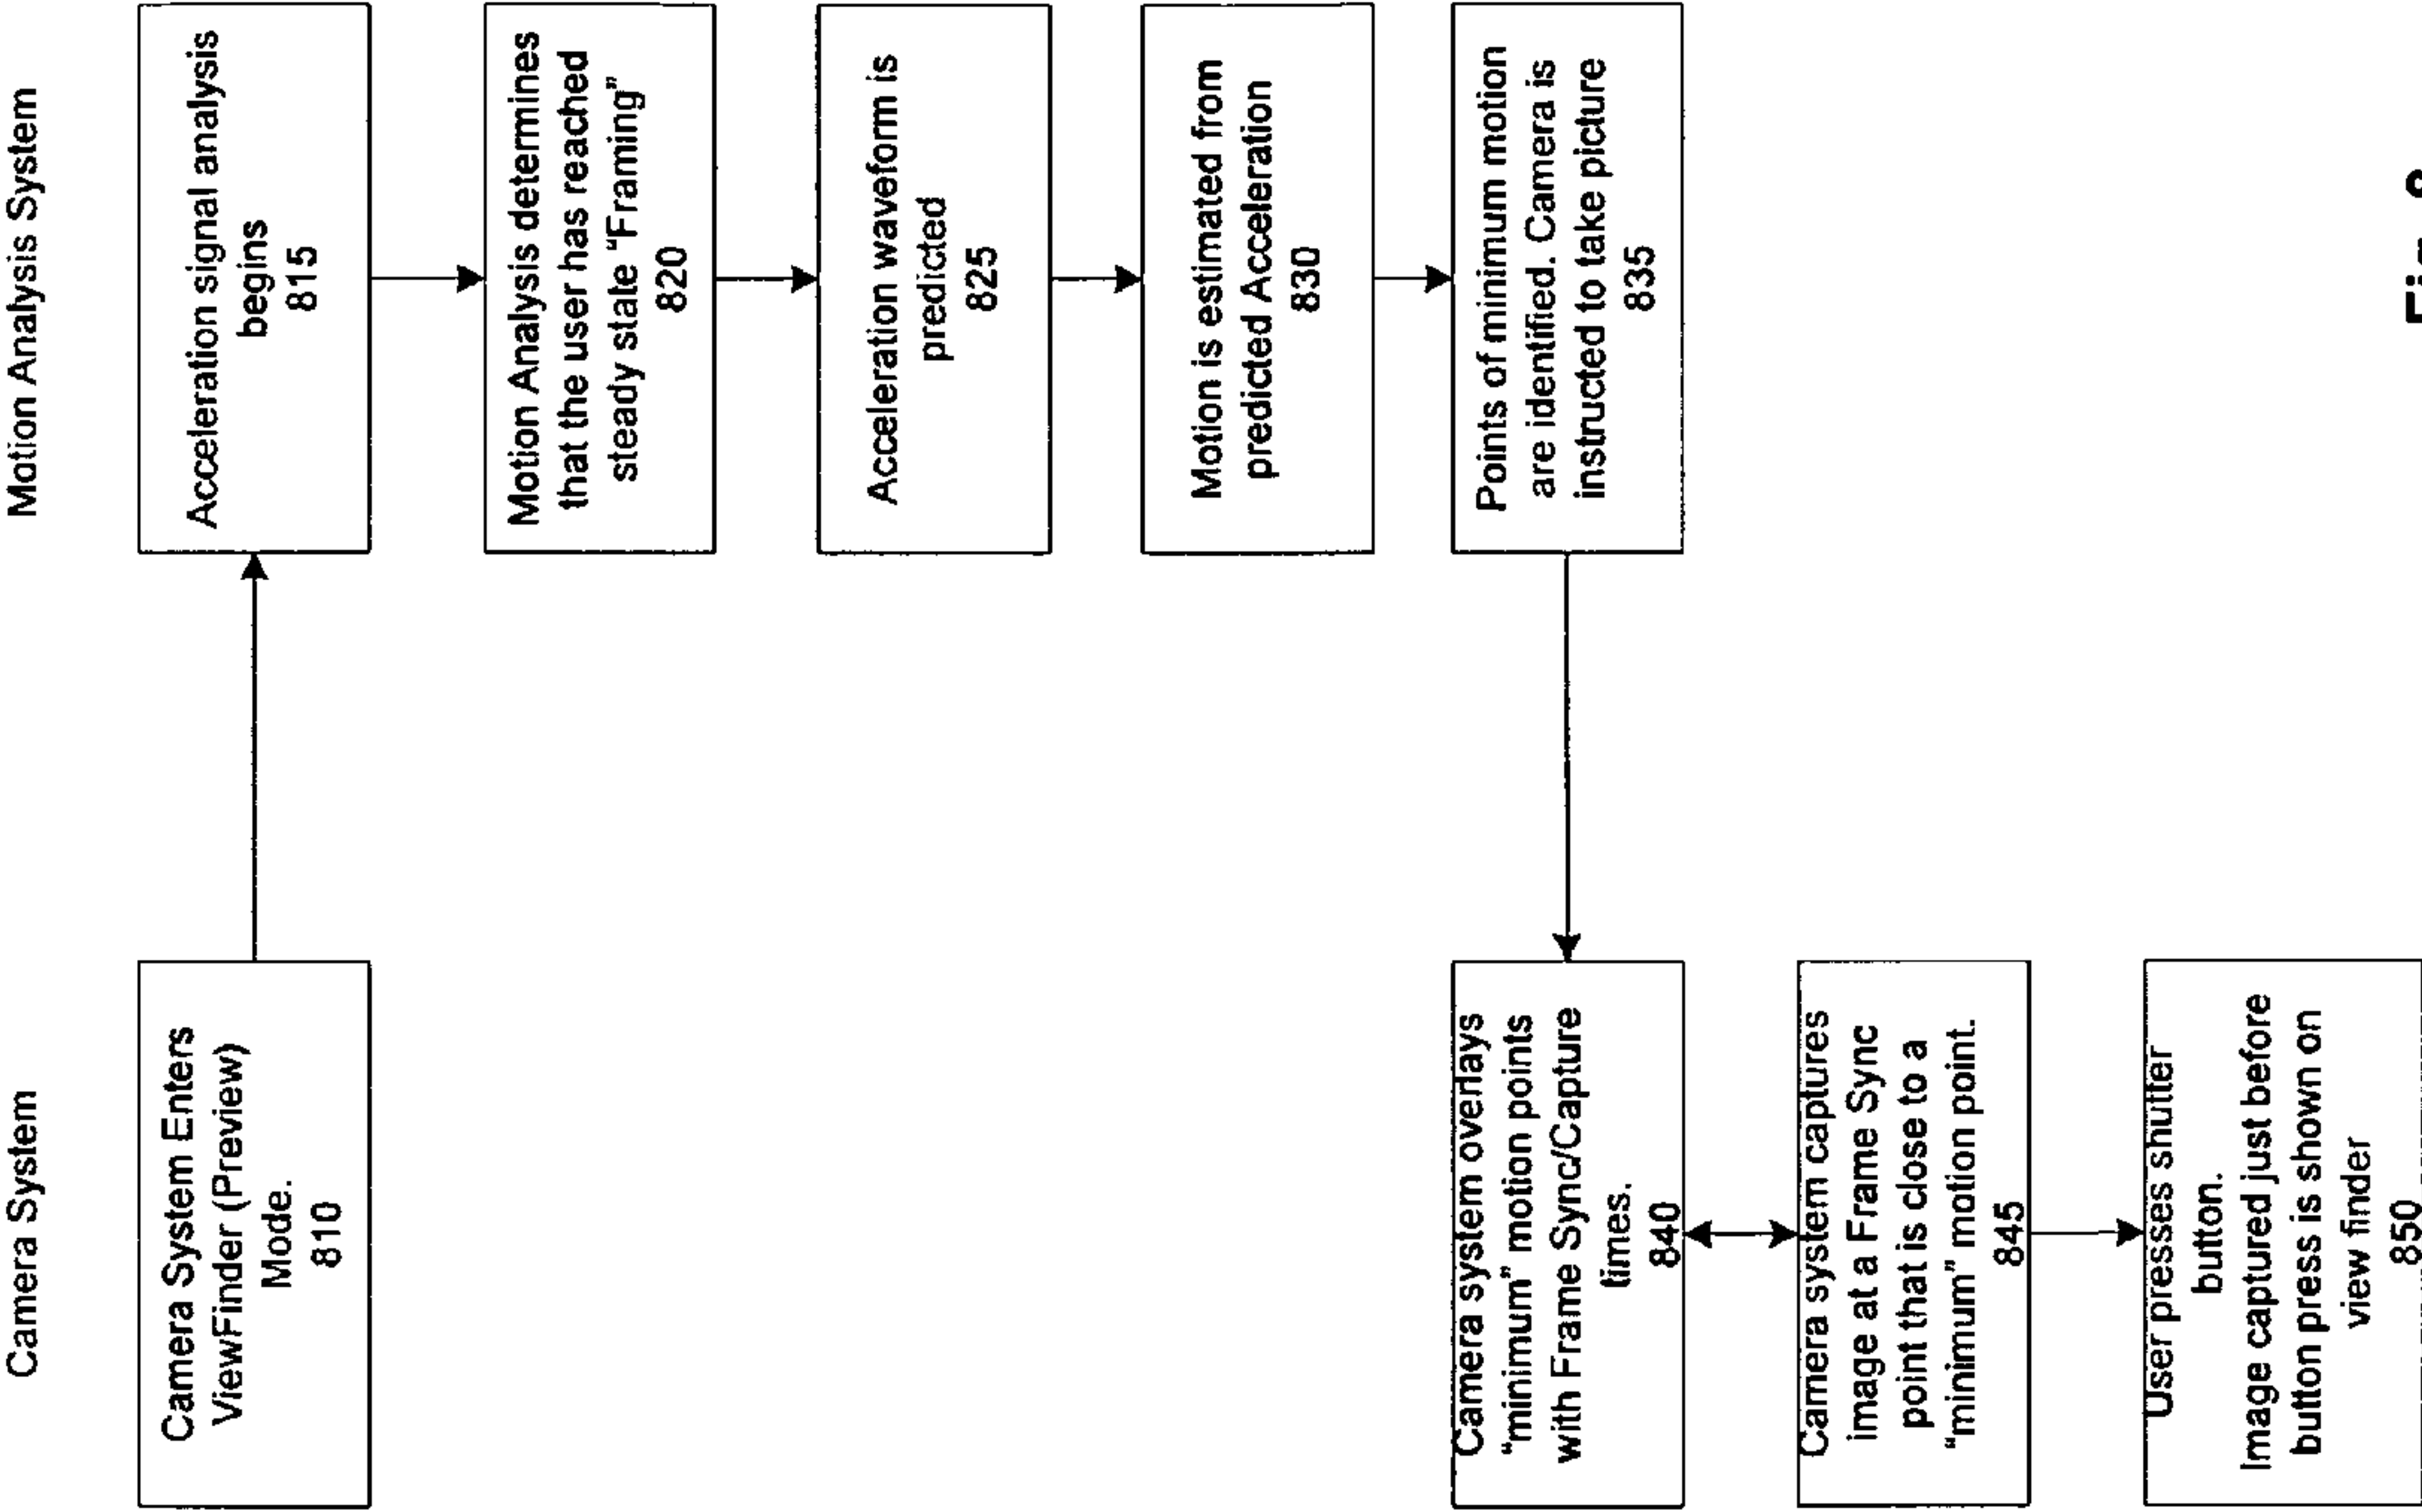 Camera System
Motion Analysis System
Camera System Enters
ViewFinder (Preview)
Mode.
810
Acceleration signal analysis
begins
815
Motion Analysis determines
that the user has reached
steady state "Framing"
820
Acceleration waveform is
predicted
825
Motion is estimated from
predicted Acceleration
830
Points of minimum motion
are identified. Camera is
instructed to take picture
835
Camera system overlays
"minimum" motion points
with Frame Sync/Capture
times.
840
Camera system captures
image at a Frame Sync
point that is close to a
"minimum" motion point.
845
User presses shutter
button.
Image captured just before
button press is shown on
view finder
850